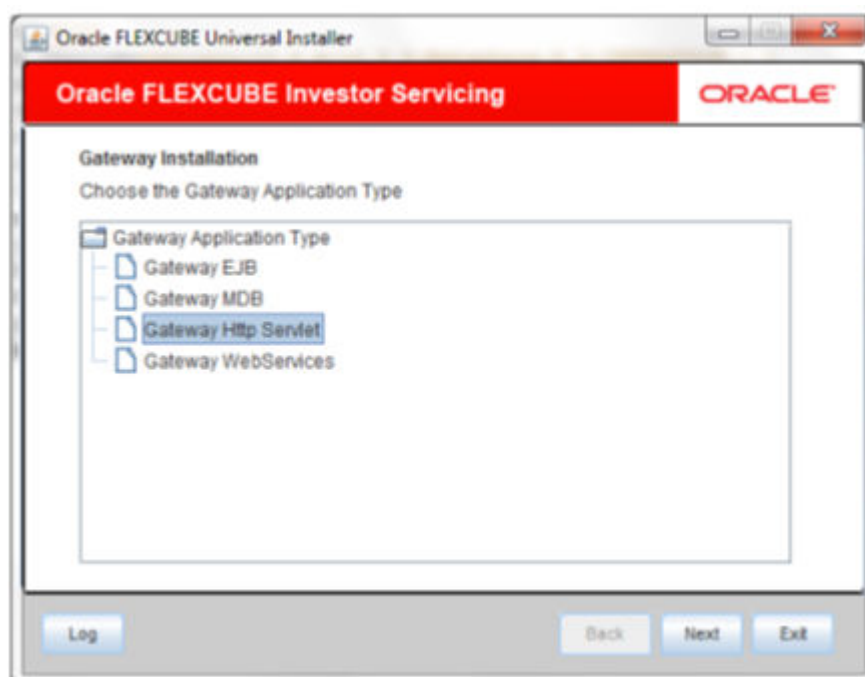 Oracle FLEXCUBE Universal Installer
Oracle FLEXCUBE Investor Servicing
ORACLE
Gateway Installation
Choose the Gateway Application Type
Gateway Application Type
Gateway EJB
Gateway MDB
Gateway Http Servlet
Gateway WebServices
Log
Back
Next
Exit